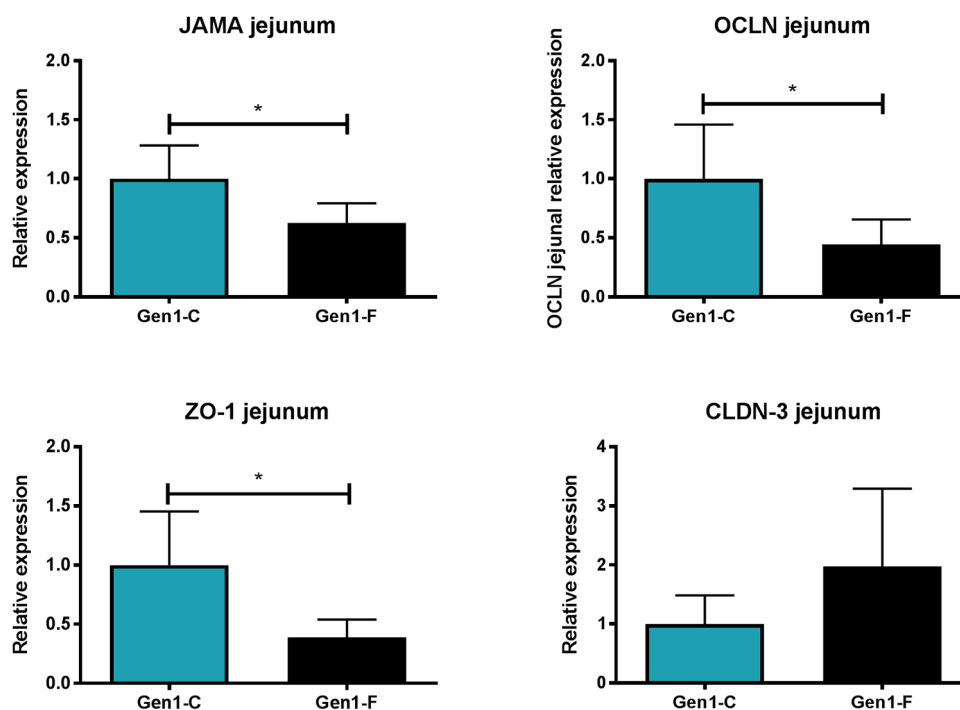 JAMA jejunum
Relative expression
2.0
1.5
*
1.0
0.5
0.0
Gen1-C Gen1-F
OCLN jejunum
OCLN jejunal relative expression
2.0
*
1.5
1.0
0.5
0.0
Gen1-C Gen1-F
ZO-1 jejunum
Relative expression
2.0
*
1.5
1.0
0.5
0.0
Gen1-C Gen1-F
CLDN-3 jejunum
Relative expression
4
3
2
1
0
Gen1-C Gen1-F